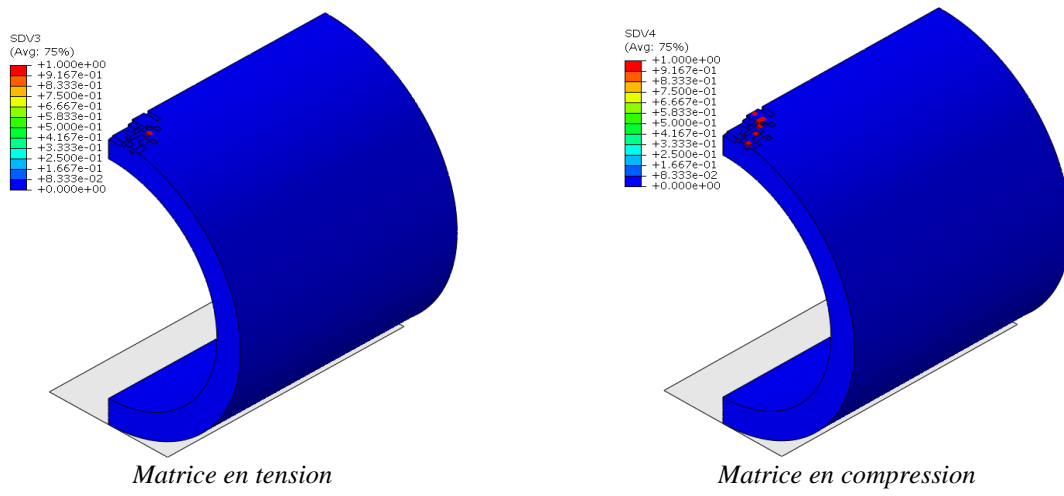 SDV3
(Avg: 75%)
+1.000e+00
+9.167e-01
+8.333e-01
+7.500e-01
+6.667e-01
+5.833e-01
+5.000e-01
+4.167e-01
+3.333e-01
+2.500e-01
+1.667e-01
+8.333e-02
+0.000e+00
SDV4
(Avg: 75%)
+1.000e+00
+9.167e-01
+8.333e-01
+7.500e-01
+6.667e-01
+5.833e-01
+5.000e-01
+4.167e-01
+3.333e-01
+2.500e-01
+1.667e-01
+8.333e-02
+0.000e+00
Matrice en tension
Matrice en compression